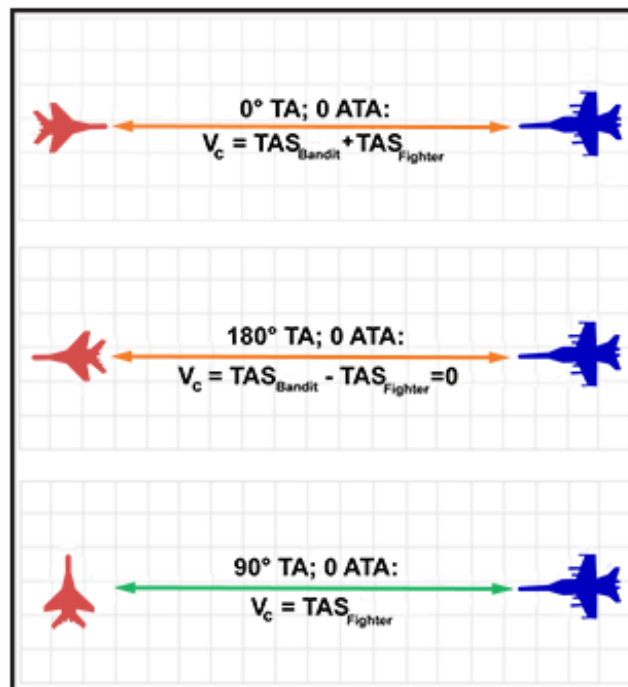 0° TA; 0 ATA:
Vc = TASBandit+TASFighter
180° TA; 0 ATA:
Vc = TASBandit - TASFighter=0
90° TA; 0 ATA:
Vc = TASFighter